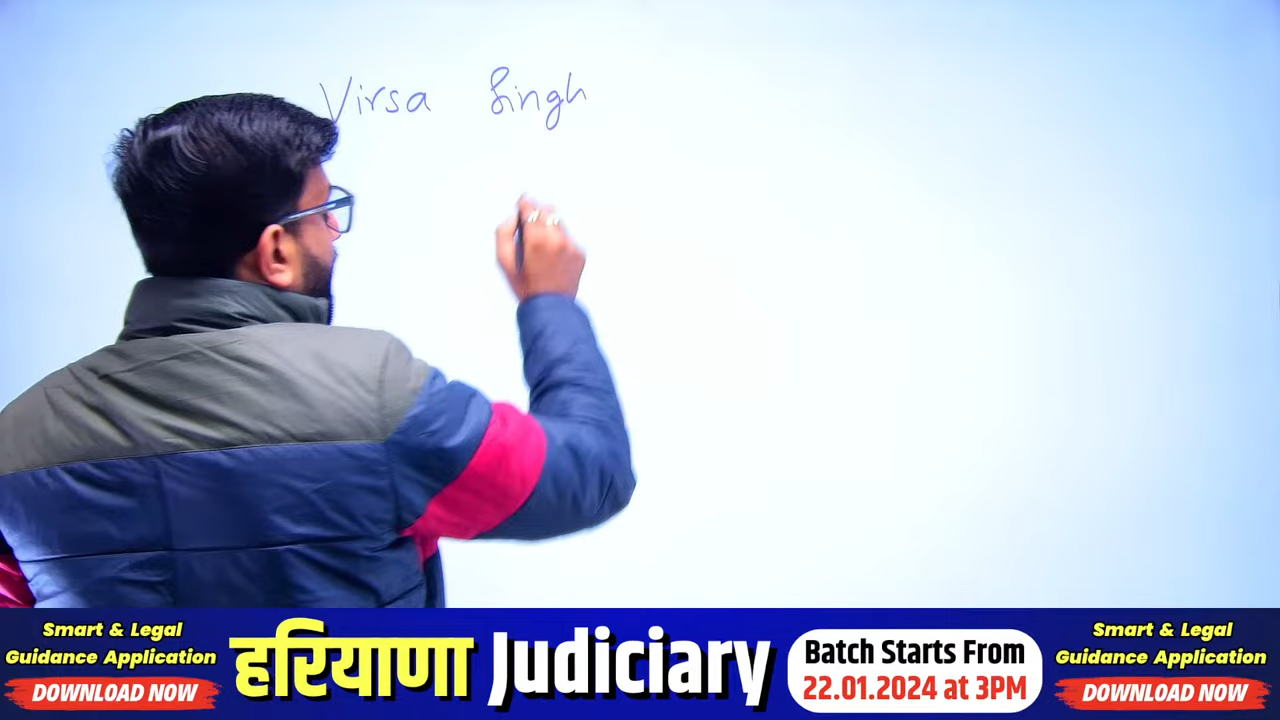 Virsa Singh
Smart & Legal
Guidance Application
DOWNLOAD NOW
हरियाणा Judiciary
Batch Starts From
22.01.2024 at 3PM
Smart & Legal
Guidance Application
DOWNLOAD NOW